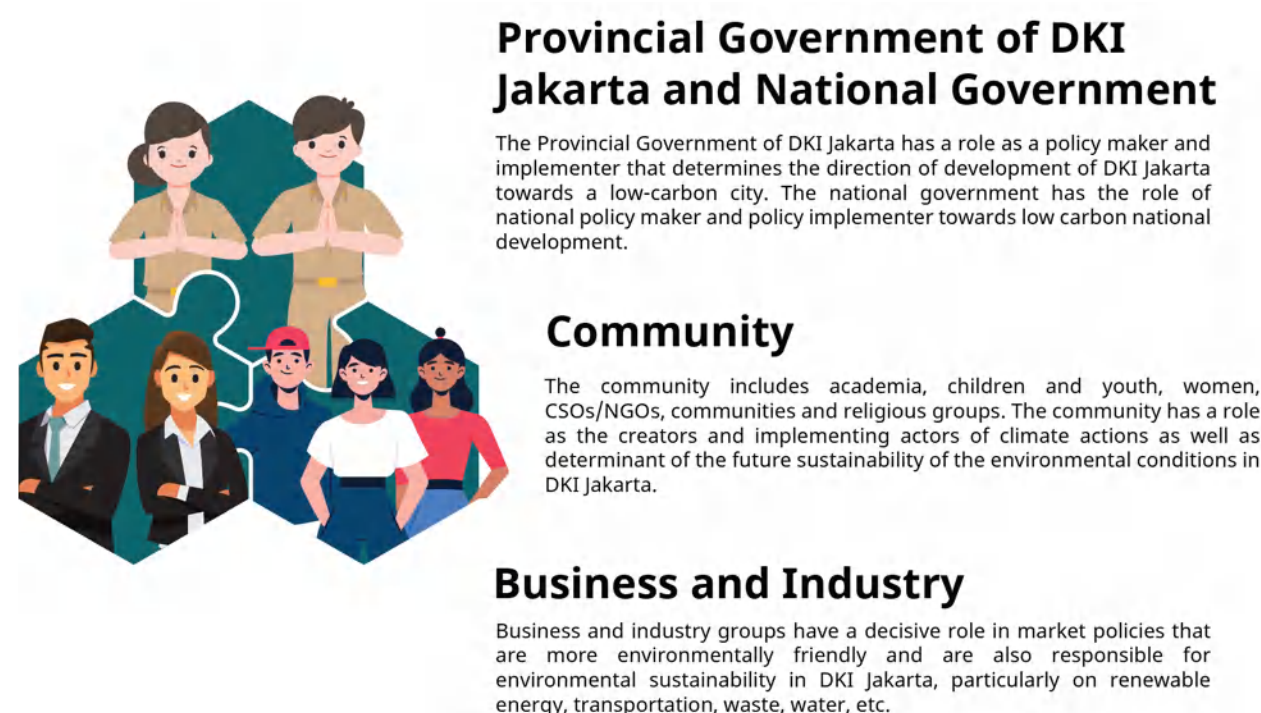 Provincial Government of DKI
Jakarta and National Government
The Provincial Government of DKI Jakarta has a role as a policy maker and
implementer that determines the direction of development of DKI Jakarta
towards a low-carbon city. The national government has the role of
national policy maker and policy implementer towards low carbon national
development.
Community
The community includes academia, children and youth, women,
CSOs/NGOs, communities and religious groups. The community has a role
as the creators and implementing actors of climate actions as well as
determinant of the future sustainability of the environmental conditions in
DKI Jakarta.
Business and Industry
Business and industry groups have a decisive role in market policies that
are more environmentally friendly and are also responsible for
environmental sustainability in DKI Jakarta, particularly on renewable
energy, transportation, waste, water, etc.